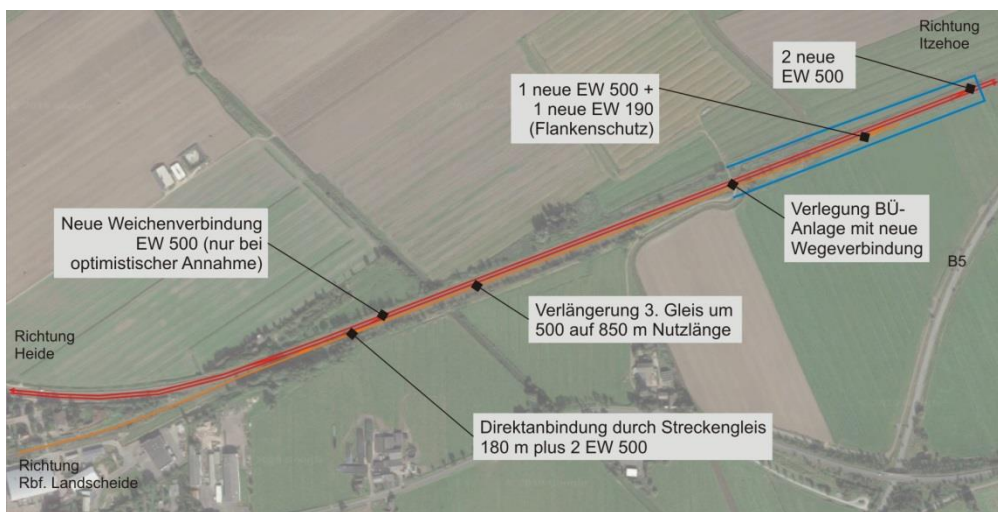 Richtung
Itzehoe
2 neue
EW 500
1 neue EW 500 +
1 neue EW 190
(Flankenschutz)
Neue Weichenverbindung
EW 500 (nur bei
optimistischer Annahme)
Verlegung BÜ-
Anlage mit neue
Wegeverbindung
B5
Verlängerung 3. Gleis um
500 auf 850 m Nutzlänge
Richtung
Heide
Direktanbindung durch Streckengleis
180 m plus 2 EW 500
Richtung
Rbf. Landscheide